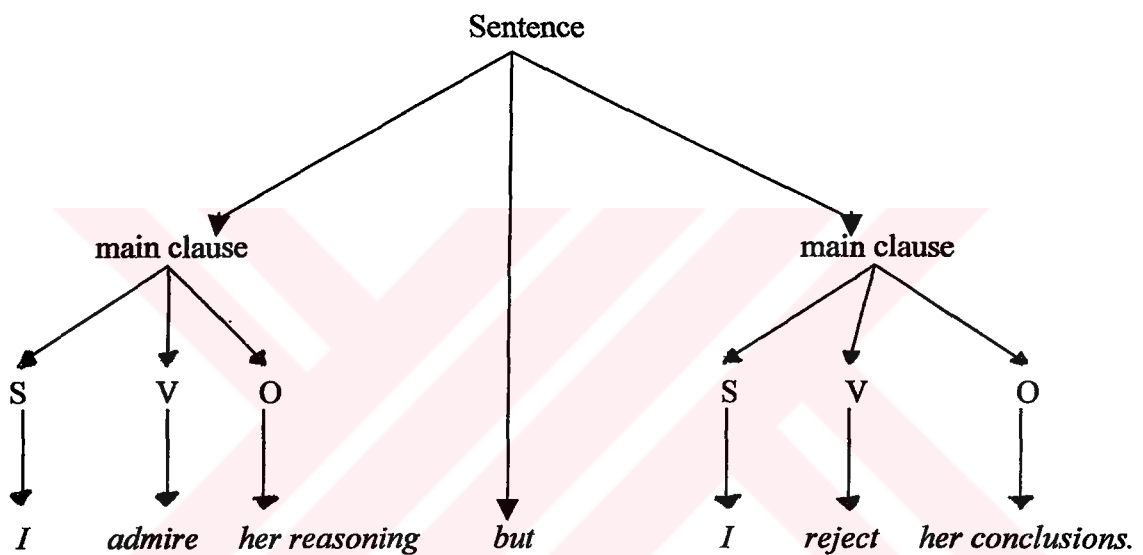 Sentence
main clause main clause
S V O S V O
I admire her reasoning but I reject her conclusions.